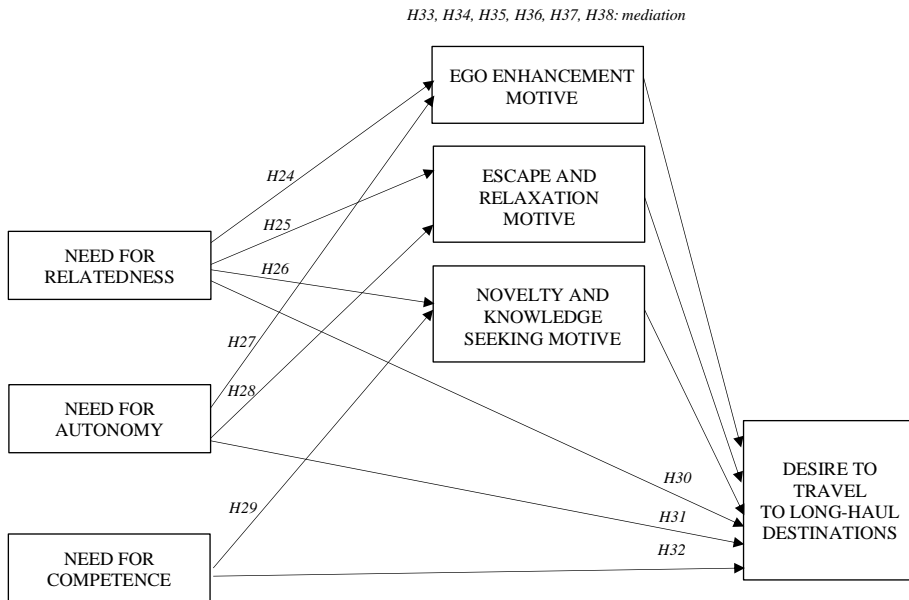 H33, H34, H35, H36, H37, H38: mediation
EGO ENHANCEMENT
MOTIVE
H24
ESCAPE AND
RELAXATION
MOTIVE
H25
NEED FOR
RELATEDNESS
H26
NOVELTY AND
KNOWLEDGE
SEEKING MOTIVE
H27
H28
NEED FOR
AUTONOMY
DESIRE TO
TRAVEL
TO LONG-HAUL
DESTINATIONS
H30
H29
H31
H32
NEED FOR
COMPETENCE